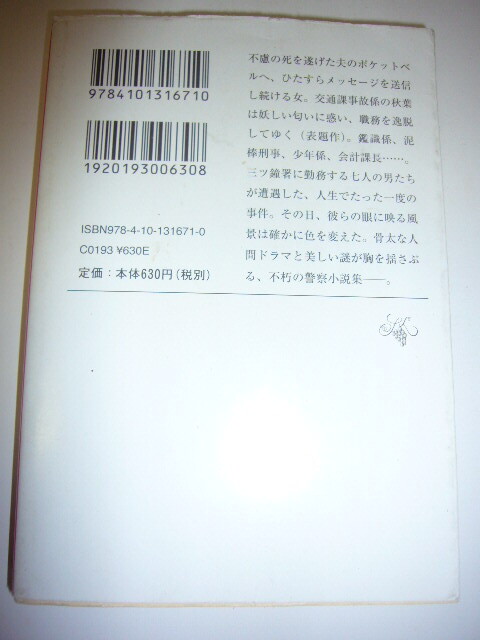 9784101316710
1920193006308
ISBN978-4-10-131671-0
C0193 ¥630E
定価：本体630円（税別）
不慮の死を遂げた夫のポケットベ
ルへ、ひたすらメッセージを送信
し続ける女。交通課事故係の秋葉
は妖しい匂いに惑い、職務を逸脱
してゆく（表題作）。鑑識係、泥
棒刑事、少年係、会計課長……。
三ツ鐘署に勤務する七人の男たち
が遭遇した、人生でたった一度の
事件。その日、彼らの眼に映る風
景は確かに色を変えた。骨太な人
間ドラマと美しい謎が胸を揺さぶ
る、不朽の警察小説集──。